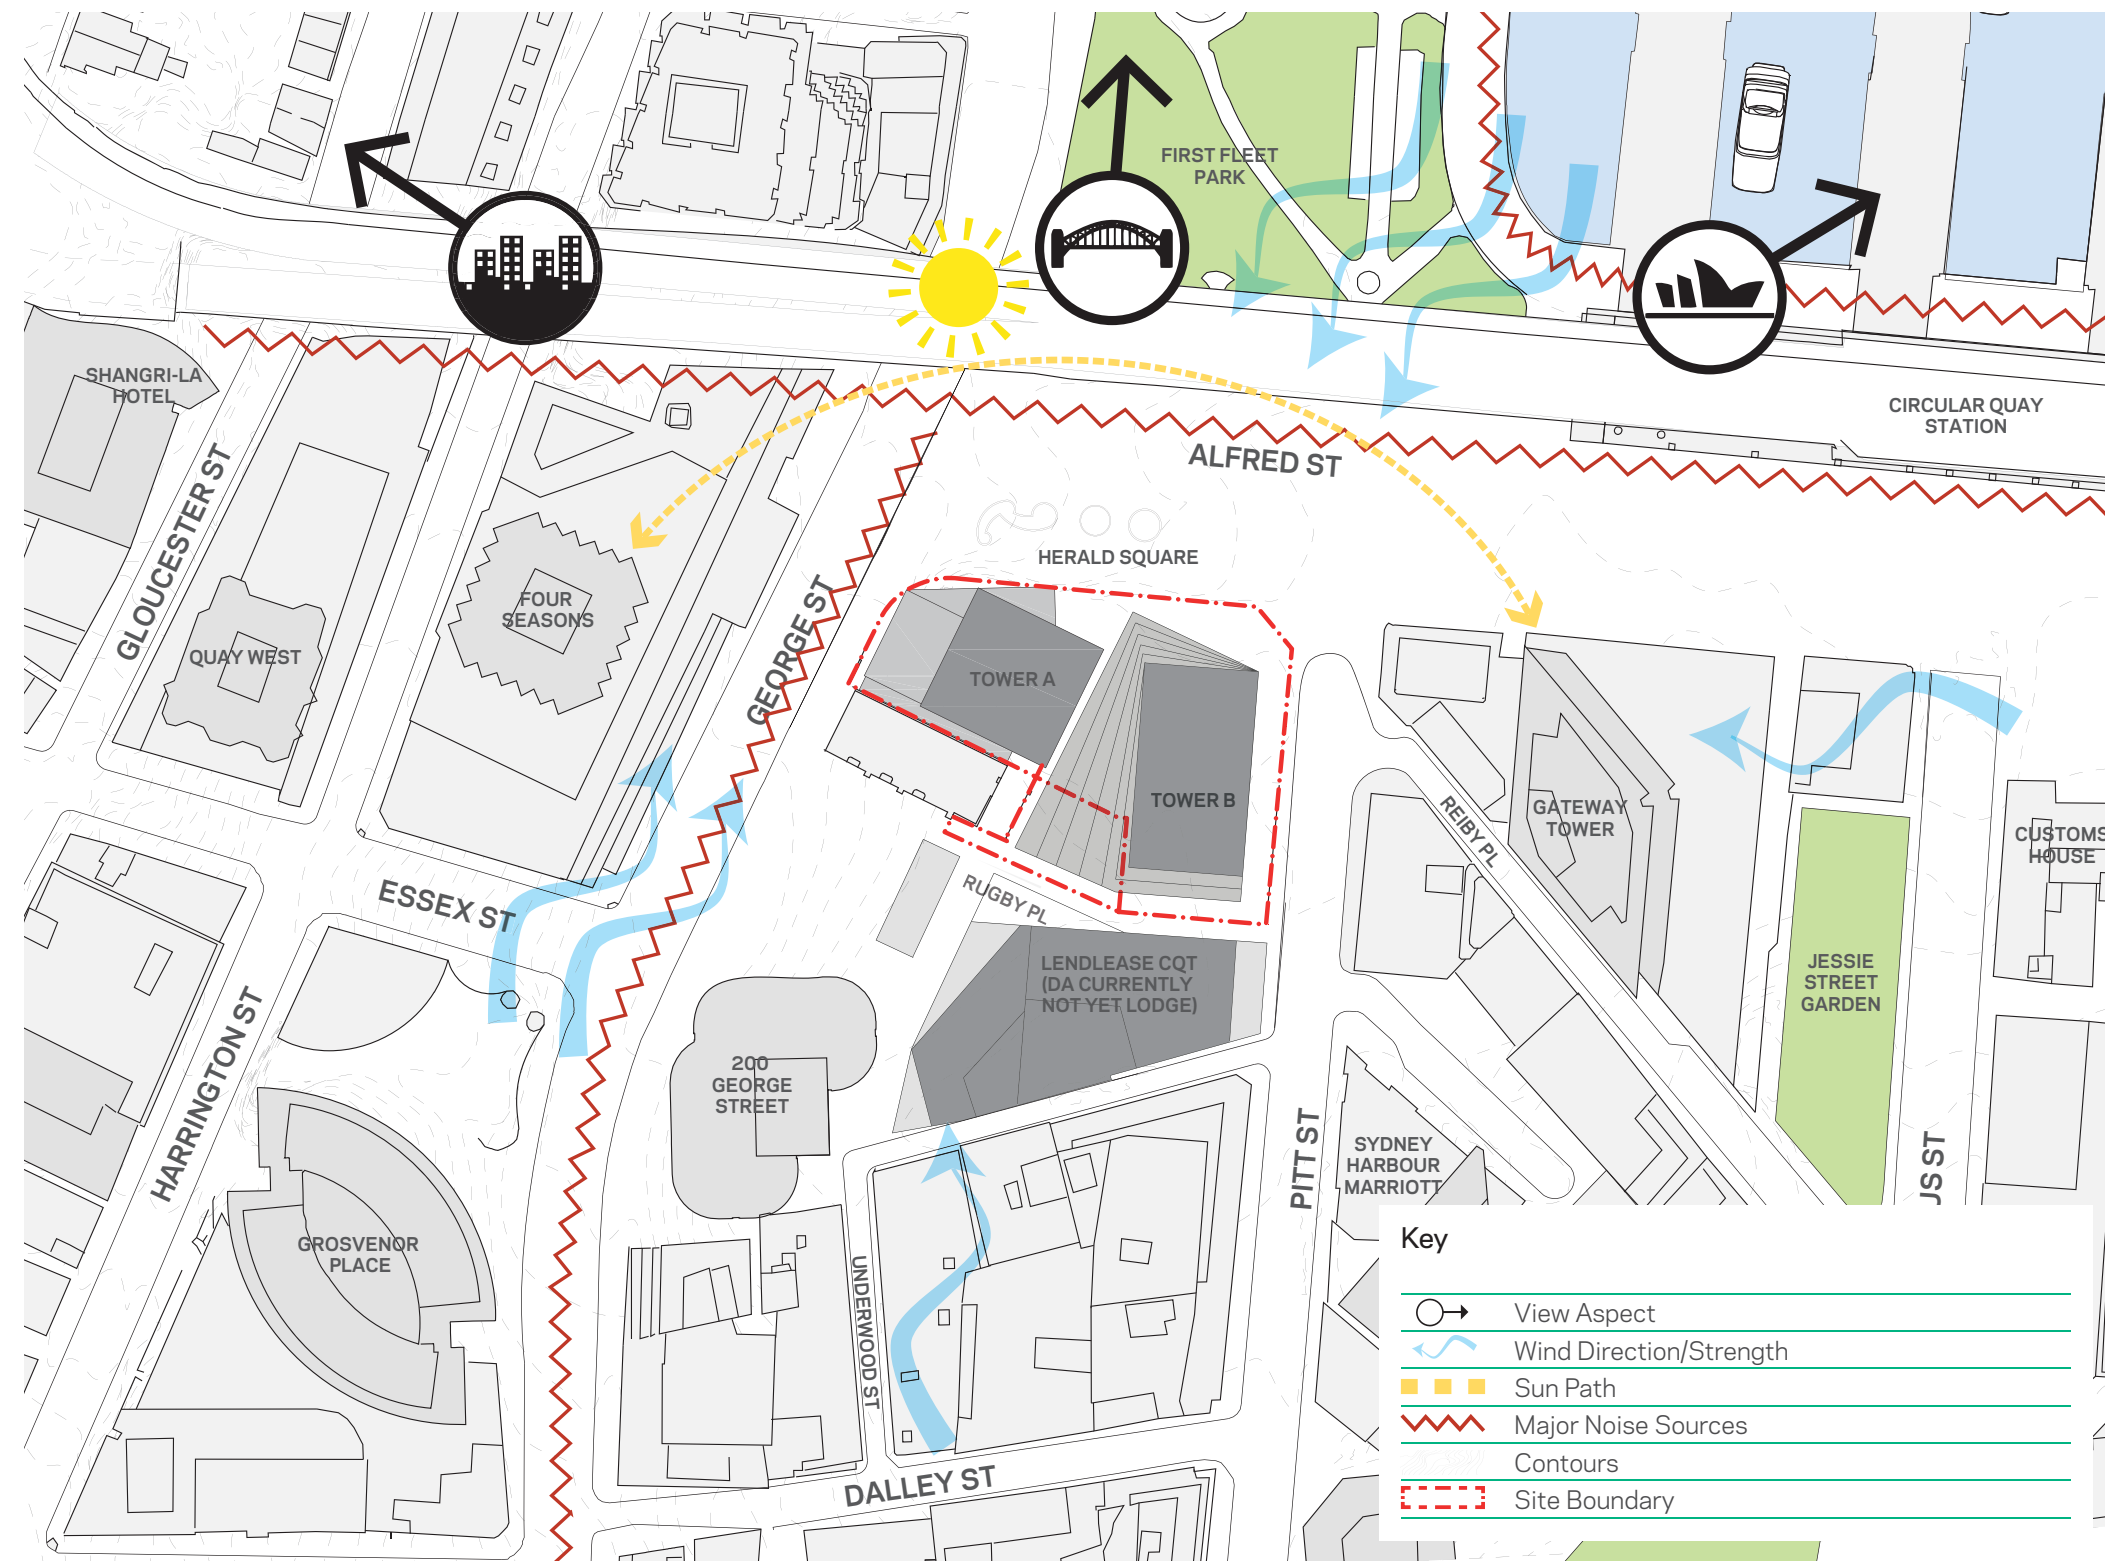 FIRST FLEET
PARK
SHANGRI-LA
HOTEL
CIRCULAR QUAY
STATION
ALFRED ST
GLOUCESTER ST
HERALD SQUARE
FOUR
SEASONS
QUAY WEST
GEORGE ST
TOWER A
TOWER B
REIBY PL
GATEWAY
TOWER
CUSTOMS
HOUSE
ESSEX ST
RUGBY PL
LENDLEASE CQT
(DA CURRENTLY
NOT YET LODGE)
JESSIE
STREET
GARDEN
HARRINGTON ST
200
GEORGE
STREET
PITT ST
SYDNEY
HARBOUR
MARRIOTT
US ST
GROSVENOR
PLACE
UNDERWOOD ST
DALLEY ST
Key
View Aspect
Wind Direction/Strength
Sun Path
Major Noise Sources
Contours
Site Boundary